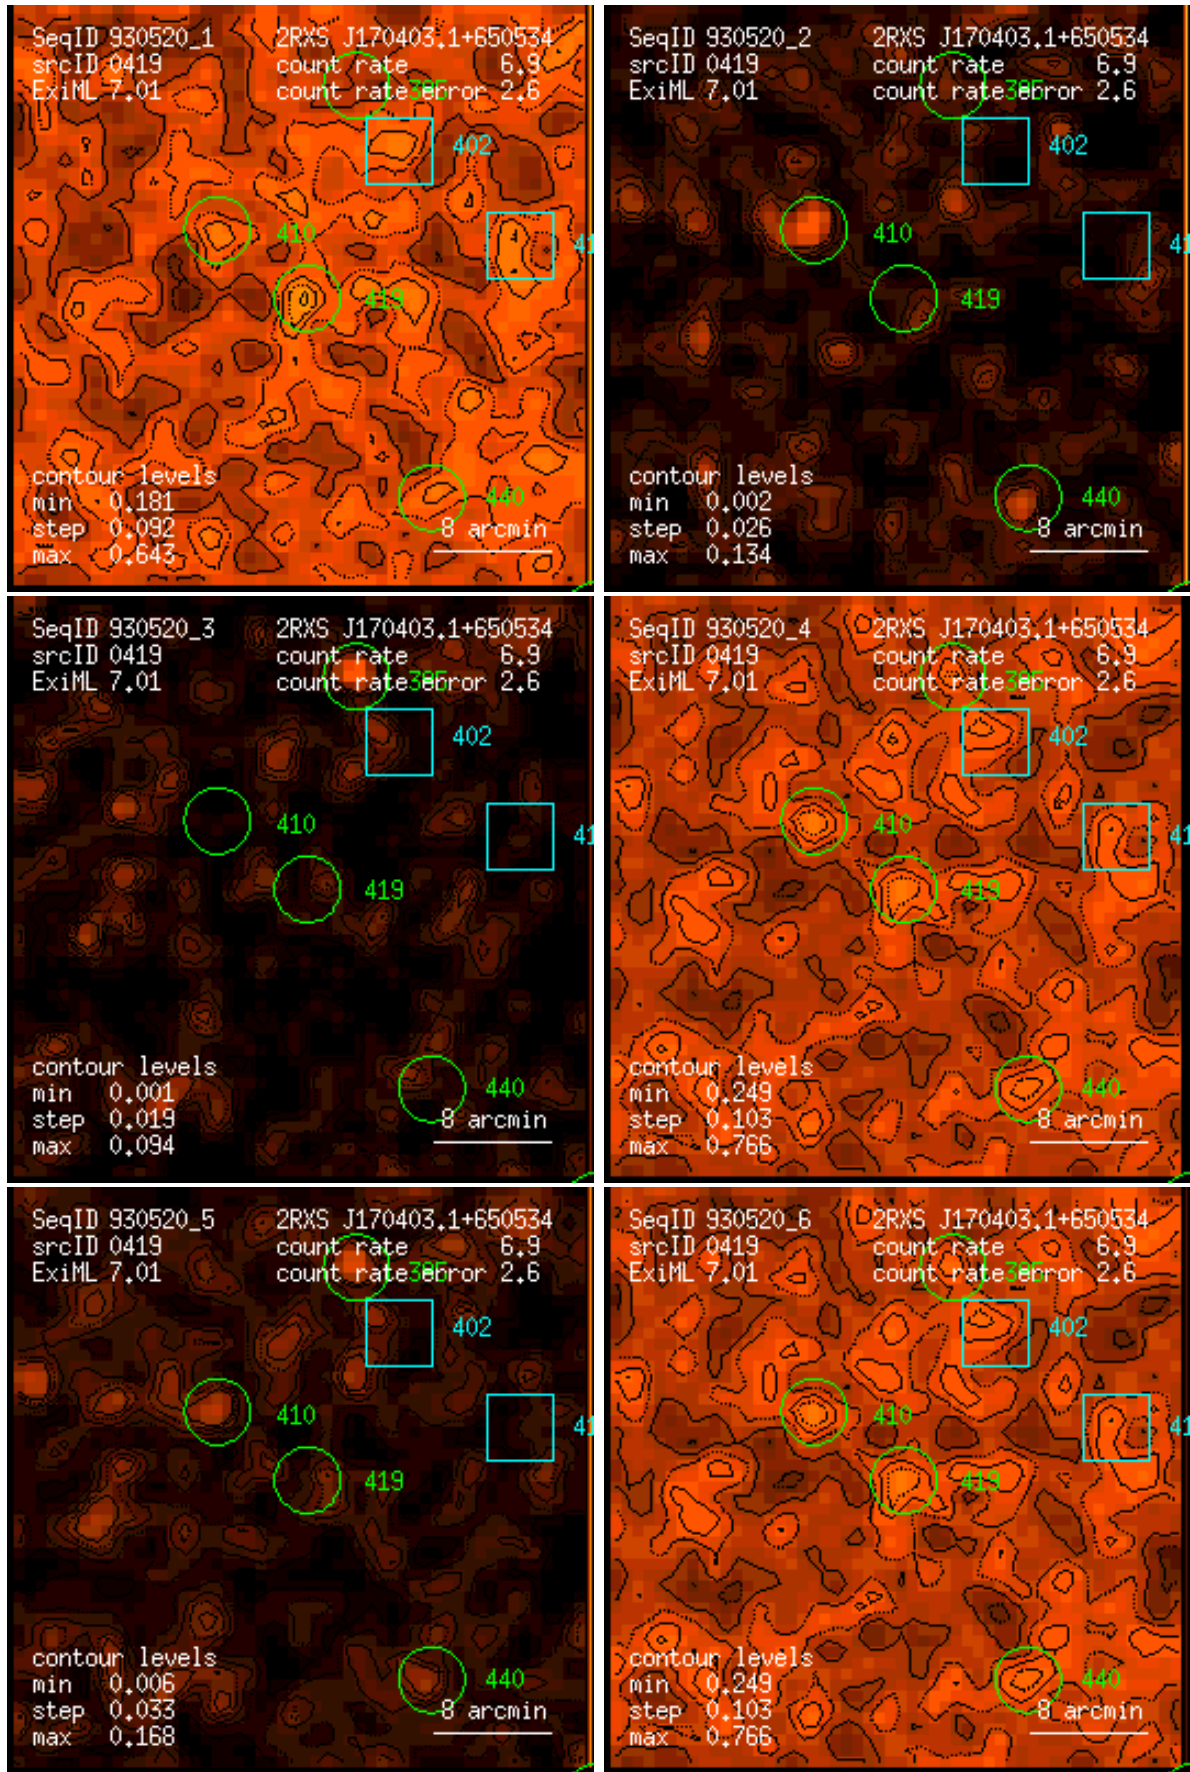 SeqID 930520_1 2RXS J170403.1+650534
srcID 0419 count rate 6.9
ExiML 7.01 count rate error 2.6
402
410
41
419
contour levels
min 0.181
440
step 0.092
8 arcmin
max 0.643
SeqID 930520_2 2RXS J170403.1+650534
srcID 0419 count rate 6.9
ExiML 7.01 count rate error 2.6
402
410
41
419
contour levels
min 0.002
440
step 0.026
8 arcmin
max 0.134
SeqID 930520_3 2RXS J170403.1+650534
srcID 0419 count rate 6.9
ExiML 7.01 count rate error 2.6
402
410
41
419
contour levels
min 0.001
440
step 0.019
8 arcmin
max 0.094
SeqID 930520_4 2RXS J170403.1+650534
srcID 0419 count rate 6.9
ExiML 7.01 count rate error 2.6
402
410
41
419
contour levels
min 0.249
440
step 0.103
8 arcmin
max 0.766
SeqID 930520_5 2RXS J170403.1+650534
srcID 0419 count rate 6.9
ExiML 7.01 count rate error 2.6
402
410
41
419
contour levels
min 0.006
440
step 0.033
8 arcmin
max 0.168
SeqID 930520_6 2RXS J170403.1+650534
srcID 0419 count rate 6.9
ExiML 7.01 count rate error 2.6
402
410
41
419
contour levels
min 0.249
440
step 0.103
8 arcmin
max 0.766